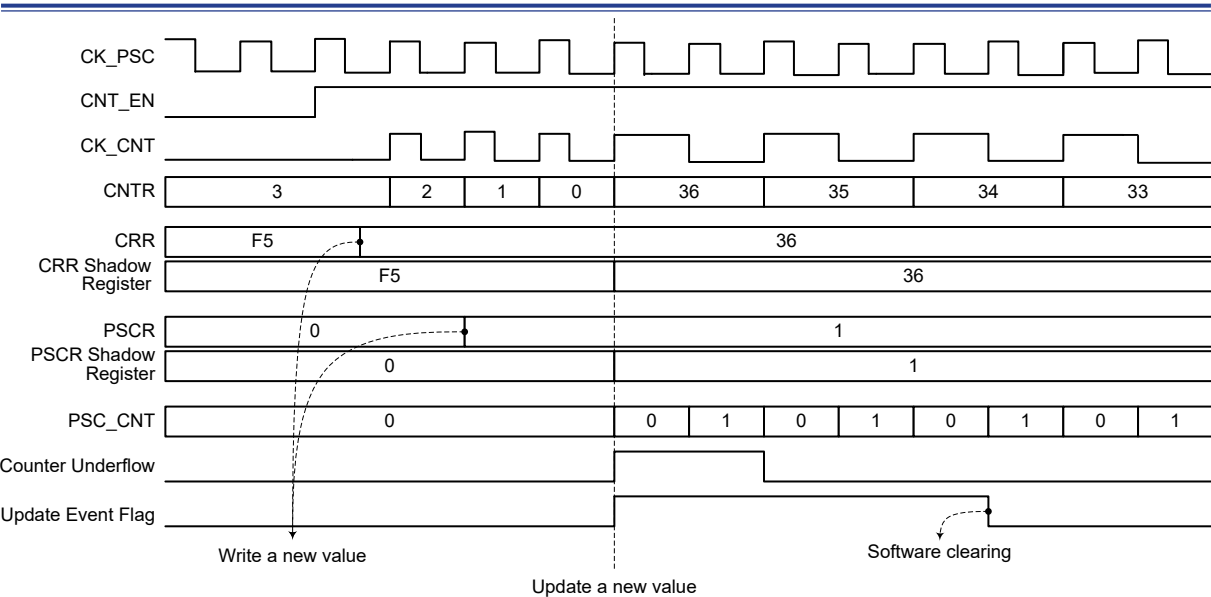 CK_PSC
CNT_EN
CK_CNT
CNTR 3 2 1 0 36 35 34 33
CRR F5 36
CRR Shadow
Register F5 36
PSCR 0 1
PSCR Shadow
Register 0 1
PSC_CNT 0 0 1 0 1 0 1 0 1
Counter Underflow
Update Event Flag
Write a new value
Software clearing
Update a new value